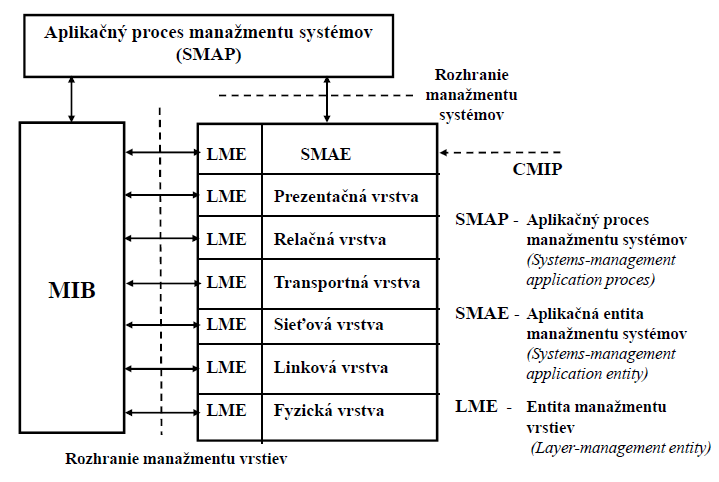 Aplikačný proces manažmentu systémov
(SMAP)
Rozhranie
manažmentu
systémov
MIB
LME SMAE
LME Prezentačná vrstva
LME Relačná vrstva
LME Transportná vrstva
LME Sieťová vrstva
LME Linková vrstva
LME Fyzická vrstva
CMIP
SMAP - Aplikačný proces
manažmentu systémov
(Systems-management
application proces)
SMAE - Aplikačná entita
manažmentu systémov
(Systems-management
application entity)
LME - Entita manažmentu
vrstiev
(Layer-management entity)
Rozhranie manažmentu vrstiev